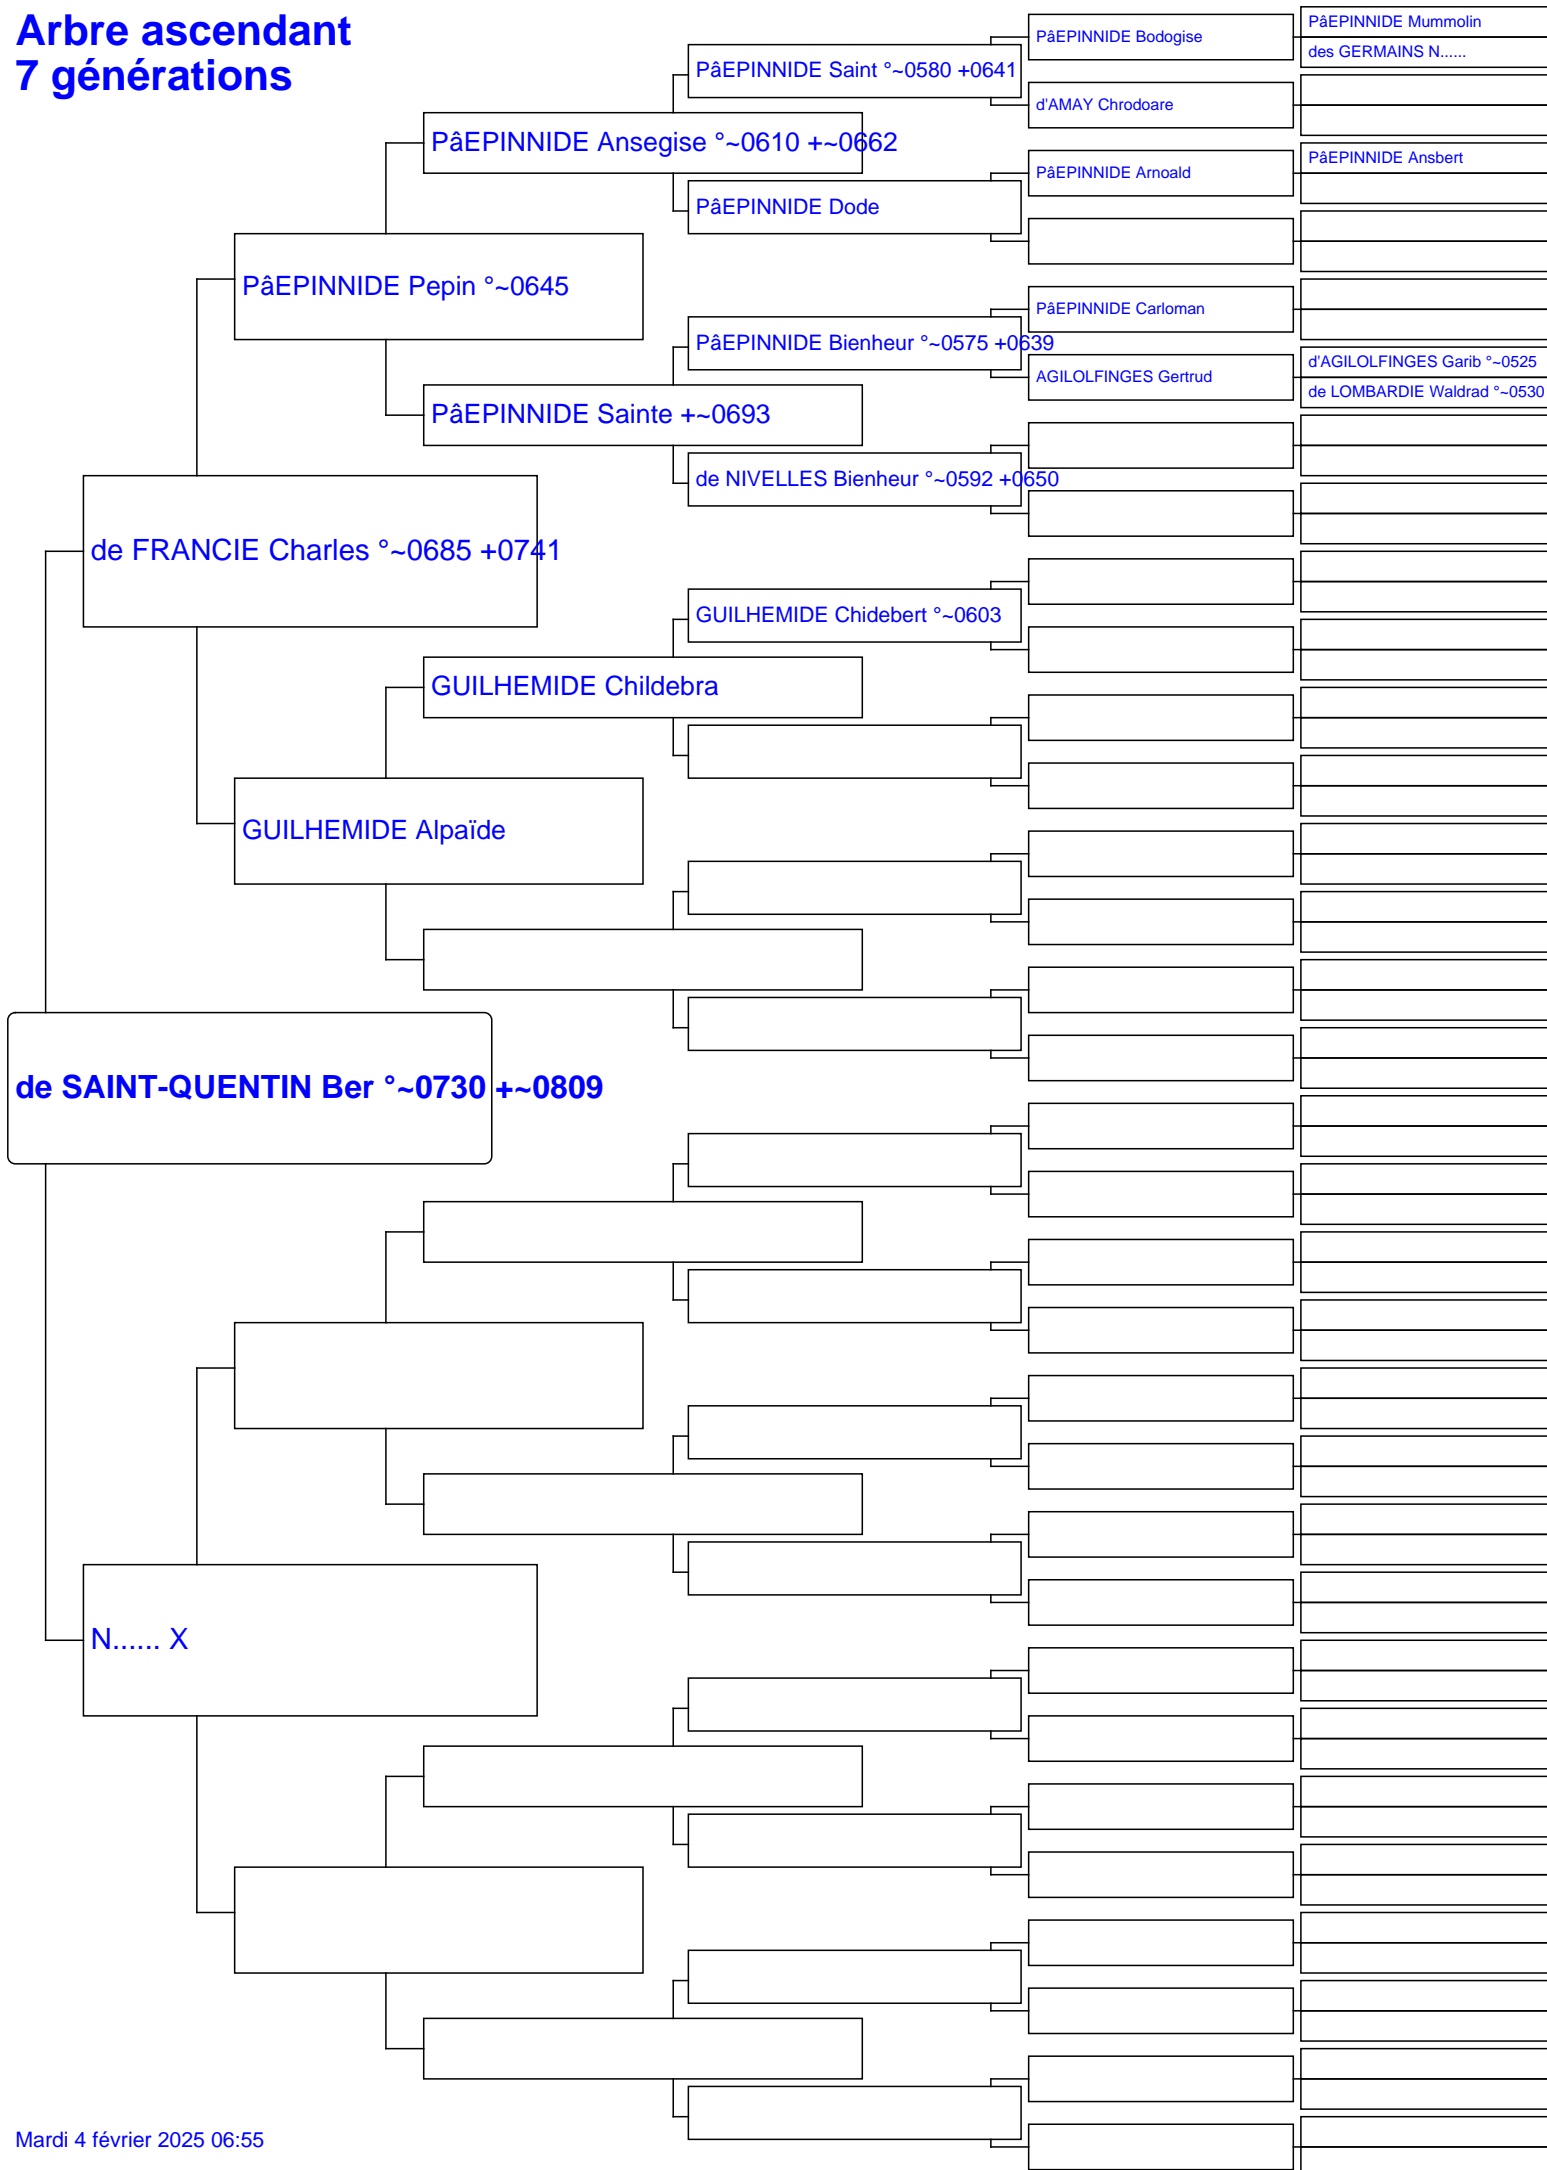 Arbre ascendant
7 générations
PâEPINNIDE Mummolin
PâEPINNIDE Bodogise
des GERMAINS N......
PâEPINNIDE Saint °~0580 +0641
d'AMAY Chrodoare
PâEPINNIDE Ansegise °~0610 +~0662
PâEPINNIDE Ansbert
PâEPINNIDE Arnoald
PâEPINNIDE Dode
PâEPINNIDE Pepin °~0645
PâEPINNIDE Carloman
PâEPINNIDE Bienheur °~0575 +0639
d'AGILOLFINGES Garib °~0525
AGILOLFINGES Gertrud
de LOMBARDIE Waldrad °~0530
PâEPINNIDE Sainte +~0693
de NIVELLES Bienheur °~0592 +0650
de FRANCIE Charles °~0685 +0741
GUILHEMIDE Chidebert °~0603
GUILHEMIDE Childebra
GUILHEMIDE Alpaïde
de SAINT-QUENTIN Ber °~0730 +~0809
N...... X
Mardi 4 février 2025 06:55